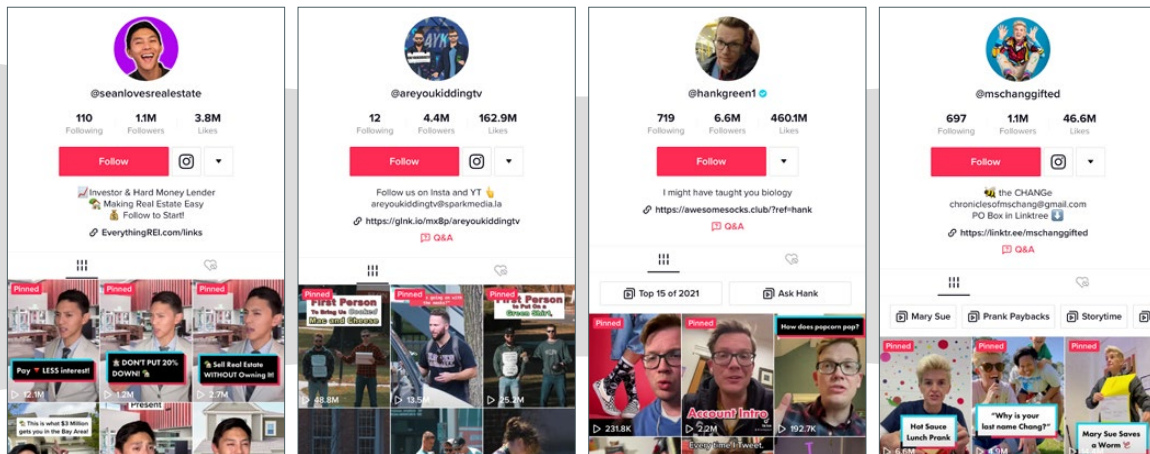 @seanlovesrealestate
110
1.1M
3.8M
Following
Followers
Likes
Follow
📈Investor & Hard Money Lender
🏡 Making Real Estate Easy
💰 Follow to Start!
EverythingREI.com/links
Pinned
Pinned
Pinned
Pay 🔻 LESS interest!
🏡 DON'T PUT 20%
DOWN! 🏡
🏡 Sell Real Estate
WITHOUT Owning It!
12.1M
1.2M
2.7M
🏡 This is what $3 Million
gets you in the Bay Area!
Present
@areyoukiddingtv
12
4.4M
162.9M
Following
Followers
Likes
Follow
Follow us on Insta and YT 👆
areyoukiddingtv@sparkmedia.la
https://glnk.io/mx8p/areyoukiddingtv
Q&A
Pinned
Pinned
Pinned
First Person
To Bring Us Cooked
Mac and Cheese
First Person
Green Shirt,
48.8M
13.5M
25.2M
@hankgreen1
719
6.6M
460.1M
Following
Followers
Likes
Follow
I might have taught you biology
https://awesomesocks.club/?ref=hank
Q&A
Top 15 of 2021
Ask Hank
Pinned
Pinned
Pinned
How does popcorn pop?
Account Intro
231.8K
2.2M
192.7K
Every time I Tweet.
@mschanggifted
697
1.1M
46.6M
Following
Followers
Likes
Follow
🐝 the CHANGe
chroniclesofmschang@gmail.com
PO Box in Linktree ⬇️
https://linktr.ee/mschanggifted
Q&A
Mary Sue
Prank Paybacks
Storytime
Pinned
Pinned
Pinned
Hot Sauce
Lunch Prank
"Why is your
last name Chang?"
Mary Sue Saves
a Worm 🪱
6.6M
4.9M